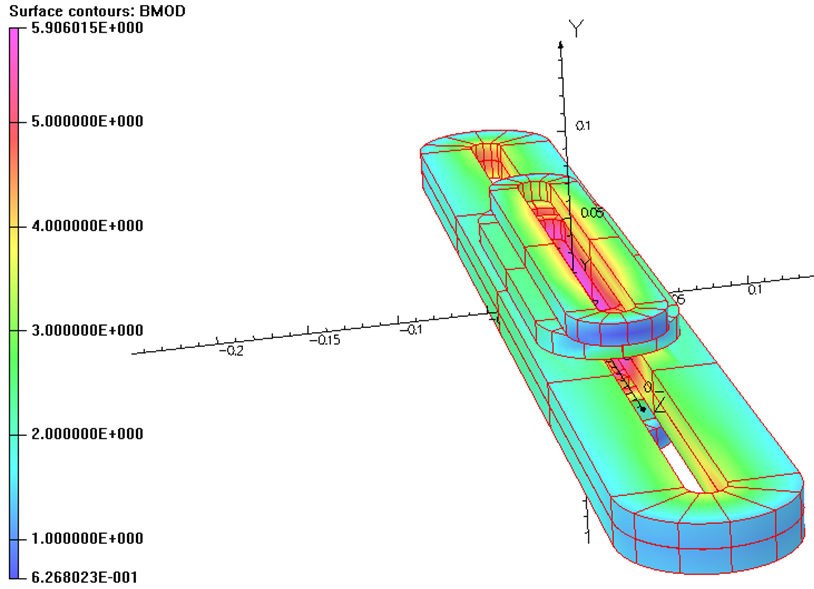 Surface contours: BMOD
5.906015E+000
5.000000E+000
4.000000E+000
3.000000E+000
2.000000E+000
1.000000E+000
6.268023E-001
Y
0.1
0.05
Y
0.1
-0.1
-0.15
-0.2
Z